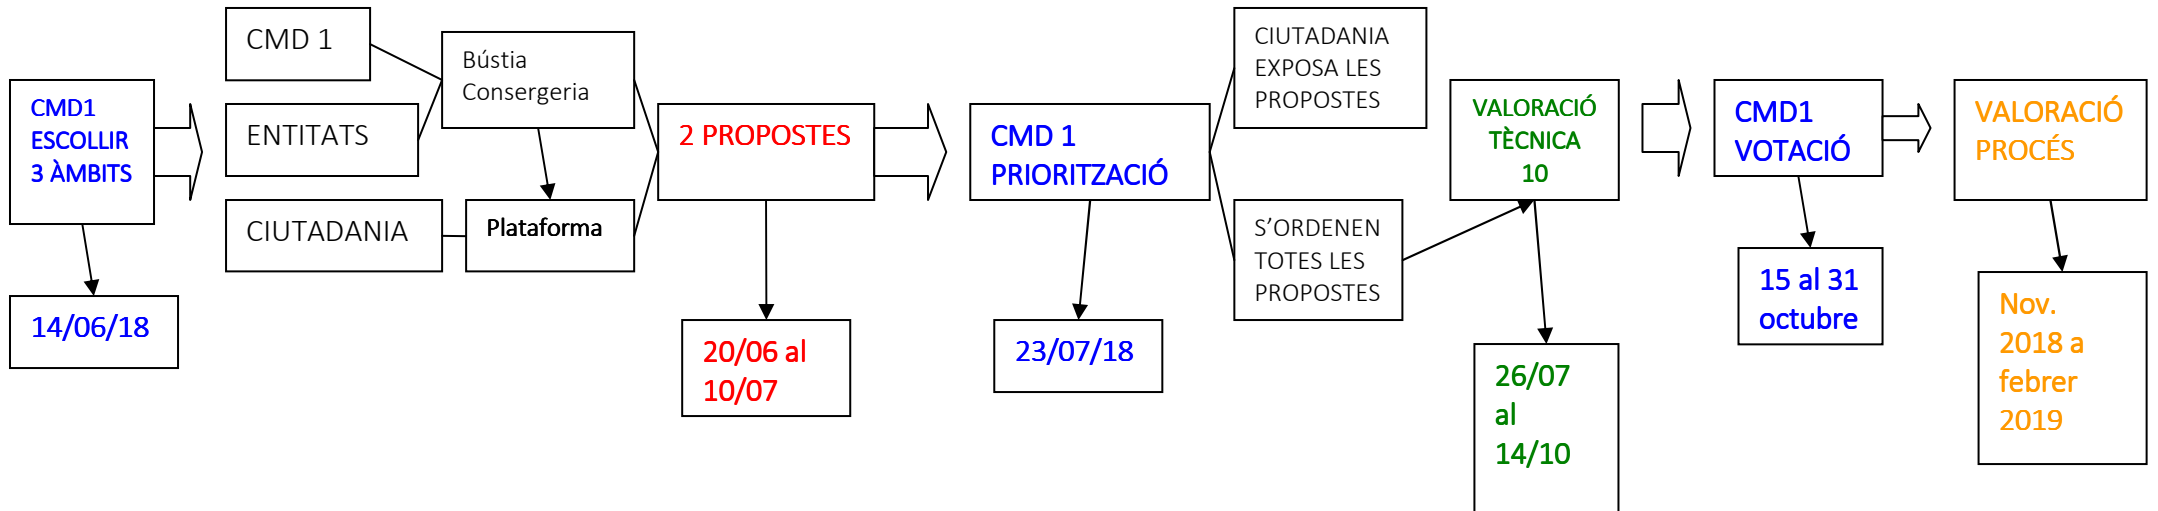 CMD1
ESCOLLIR
3 ÀMBITS
14/06/18
CMD 1
ENTITATS
CIUTADANIA
Bústia
Consergeria
Plataforma
2 PROPOSTES
20/06 al
10/07
CMD 1
PRIORITZACIÓ
23/07/18
CIUTADANIA
EXPOSA LES
PROPOSTES
S’ORDENEN
TOTES LES
PROPOSTES
VALORACIÓ
TÈCNICA
10
26/07
al
14/10
CMD1
VOTACIÓ
15 al 31
octubre
VALORACIÓ
PROCÉS
Nov.
2018 a
febrer
2019